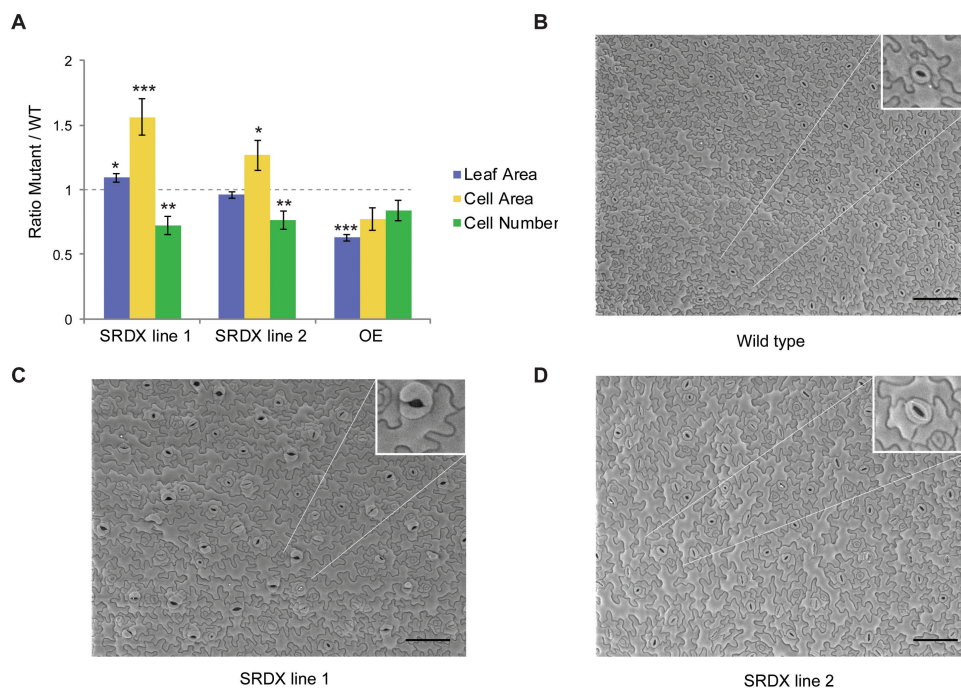 A
B
2
1.5
1
0.5
0
Ratio Mutant / WT
***
*
**
*
**
***
Leaf Area
Cell Area
Cell Number
SRDX line 1
SRDX line 2
OE
Wild type
C
D
SRDX line 1
SRDX line 2